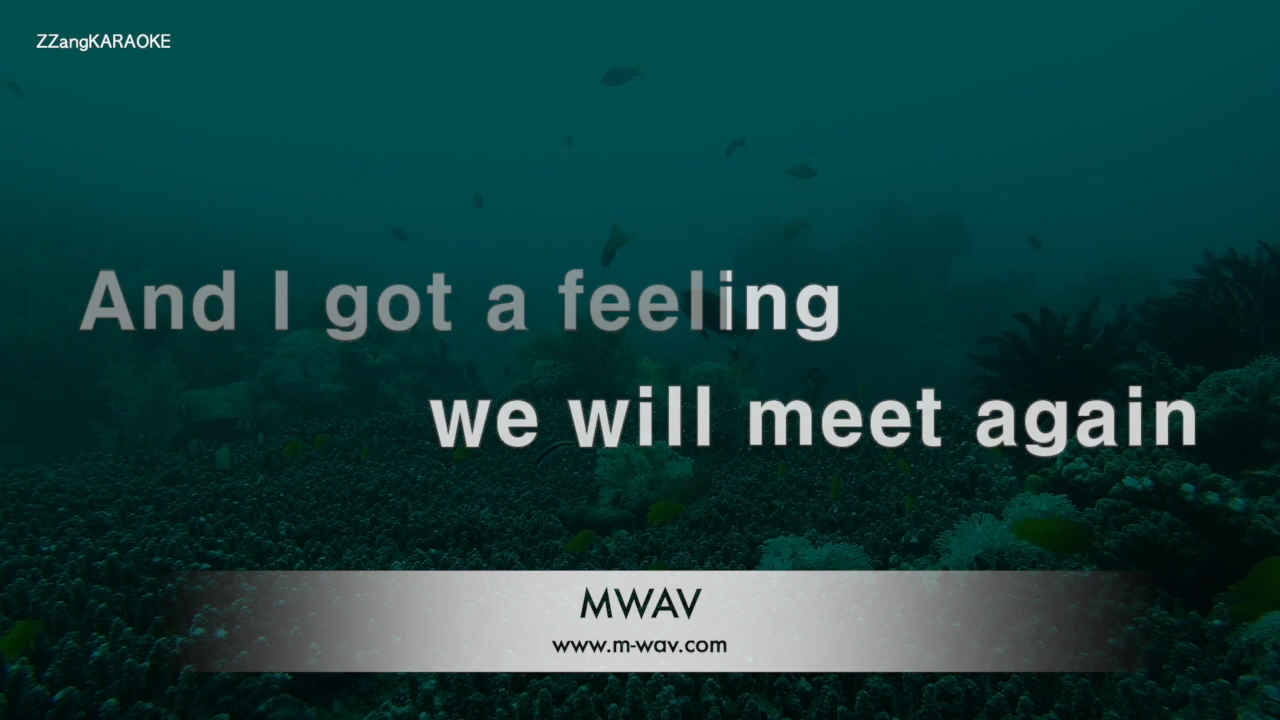 ZZangKARAOKE
And I got a feeling
we will meet again
MWAV
www.m-wav.com